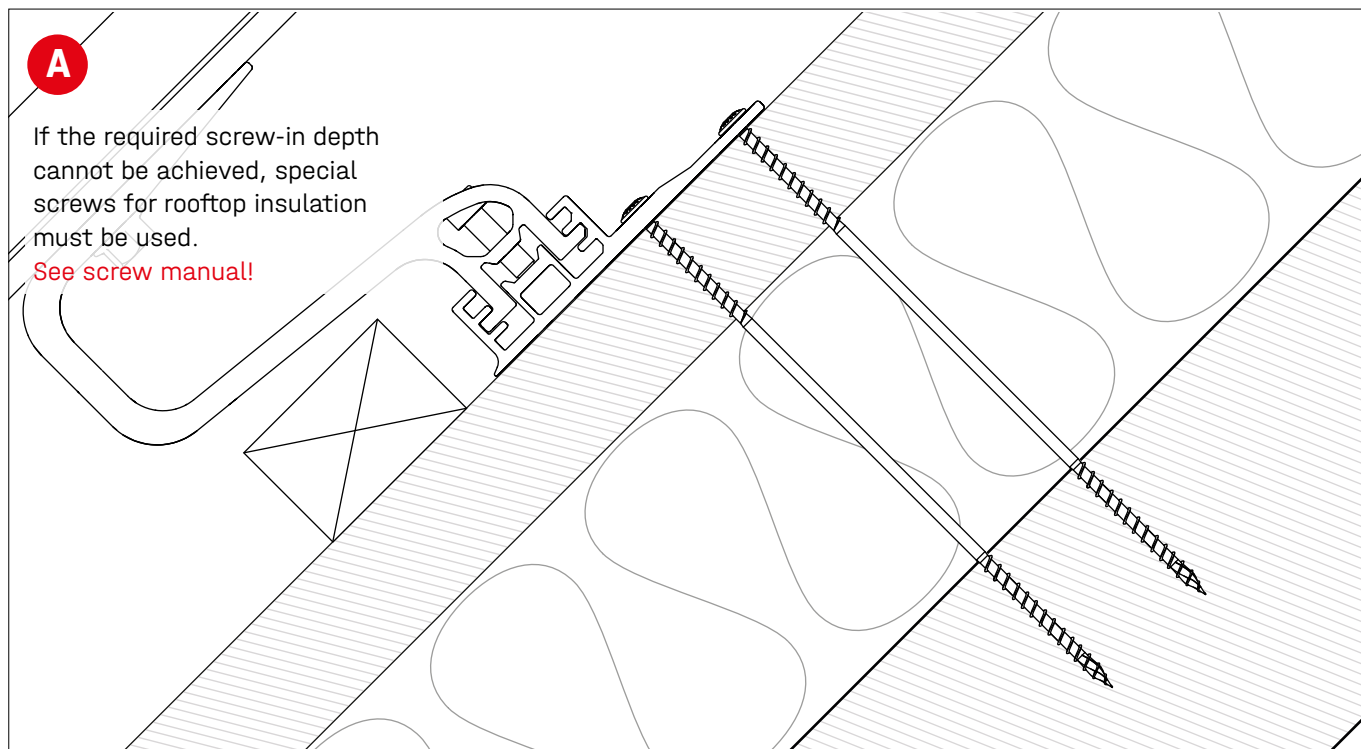 A
If the required screw-in depth
cannot be achieved, special
screws for rooftop insulation
must be used.
See screw manual!